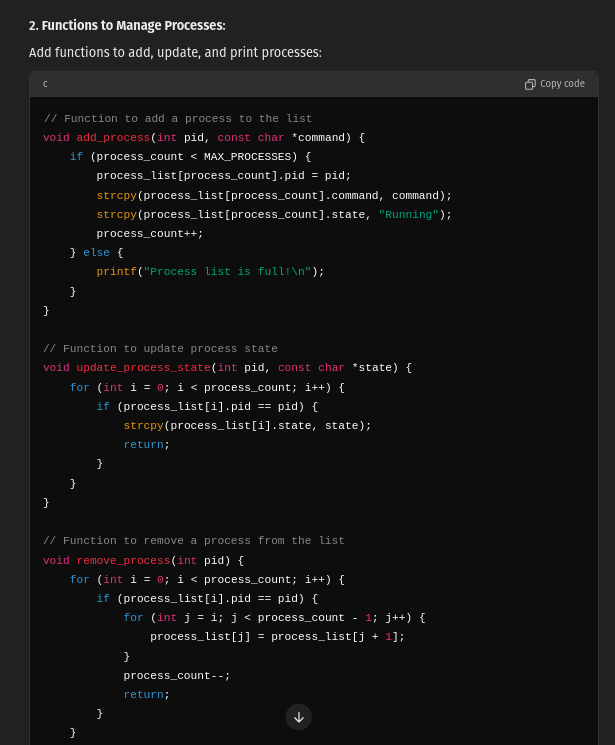 2. Functions to Manage Processes:
Add functions to add, update, and print processes:
c Copy code
// Function to add a process to the list
void add_process(int pid, const char *command) {
    if (process_count < MAX_PROCESSES) {
        process_list[process_count].pid = pid;
        strcpy(process_list[process_count].command, command);
        strcpy(process_list[process_count].state, "Running");
        process_count++;
    } else {
        printf("Process list is full!\n");
    }
}

// Function to update process state
void update_process_state(int pid, const char *state) {
    for (int i = 0; i < process_count; i++) {
        if (process_list[i].pid == pid) {
            strcpy(process_list[i].state, state);
            return;
        }
    }
}

// Function to remove a process from the list
void remove_process(int pid) {
    for (int i = 0; i < process_count; i++) {
        if (process_list[i].pid == pid) {
            for (int j = i; j < process_count - 1; j++) {
                process_list[j] = process_list[j + 1];
            }
            process_count--;
            return;
        }
    }